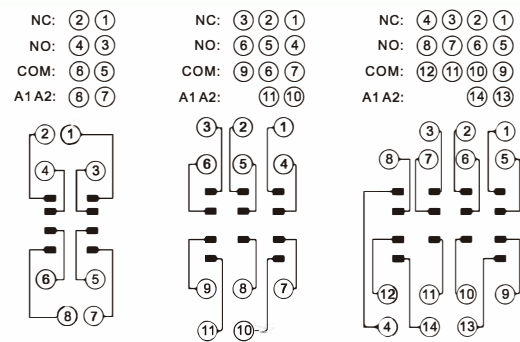 NC: ② ①
NO: ④ ③
COM: ⑧ ⑤
A1 A2: ⑧ ⑦
② ①
④ ③
⑥ ⑤
⑧ ⑦
NC: ③ ② ①
NO: ⑥ ⑤ ④
COM: ⑨ ⑥ ⑦
A1 A2: ⑪ ⑩
③ ② ①
⑥ ⑤ ④
⑨ ⑧ ⑦
⑪ ⑩
NC: ④ ③ ② ①
NO: ⑧ ⑦ ⑥ ⑤
COM: ⑫ ⑪ ⑩ ⑨
A1 A2: ⑭ ⑬
③ ② ①
⑧ ⑦ ⑥ ⑤
⑫ ⑪ ⑩ ⑨
④ ⑭ ⑬